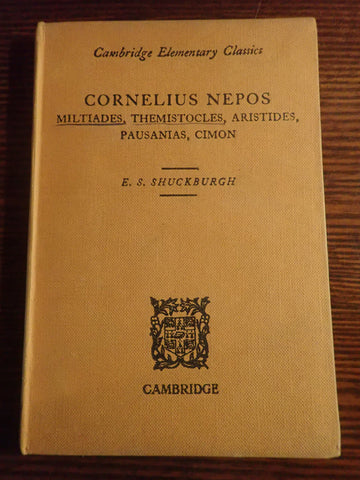 Cambridge Elementary Classics
CORNELIUS NEPOS
MILTIADES, THEMISTOCLES, ARISTIDES,
PAUSANIAS, CIMON
E. S. SHUCKBURGH
CAMBRIDGE